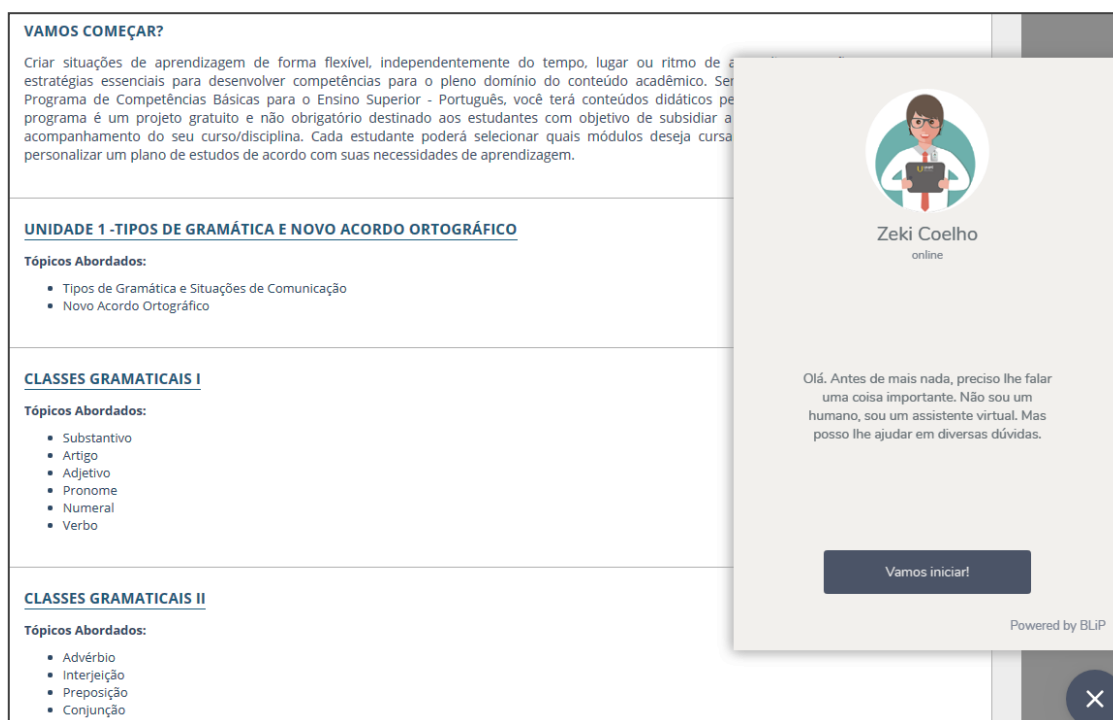 VAMOS COMEÇAR?
Criar situações de aprendizagem de forma flexível, independentemente do tempo, lugar ou ritmo de
estratégias essenciais para desenvolver competências para o pleno domínio do conteúdo acadêmico.
Programa de Competências Básicas para o Ensino Superior - Português, você terá conteúdos didáticos
programa é um projeto gratuito e não obrigatório destinado aos estudantes com objetivo de subsidiar a
acompanhamento do seu curso/disciplina. Cada estudante poderá selecionar quais módulos deseja
personalizar um plano de estudos de acordo com suas necessidades de aprendizagem.
UNIDADE 1 -TIPOS DE GRAMÁTICA E NOVO ACORDO ORTOGRÁFICO
Tópicos Abordados:
Tipos de Gramática e Situações de Comunicação
Novo Acordo Ortográfico
CLASSES GRAMATICAIS I
Tópicos Abordados:
Substantivo
Artigo
Adjetivo
Pronome
Numeral
Verbo
CLASSES GRAMATICAIS II
Tópicos Abordados:
Advérbio
Interjeição
Preposição
Conjunção
Zeki Coelho
online
Olá. Antes de mais nada, preciso lhe falar
uma coisa importante. Não sou um
humano, sou um assistente virtual. Mas
posso lhe ajudar em diversas dúvidas.
Vamos iniciar!
Powered by BLiP